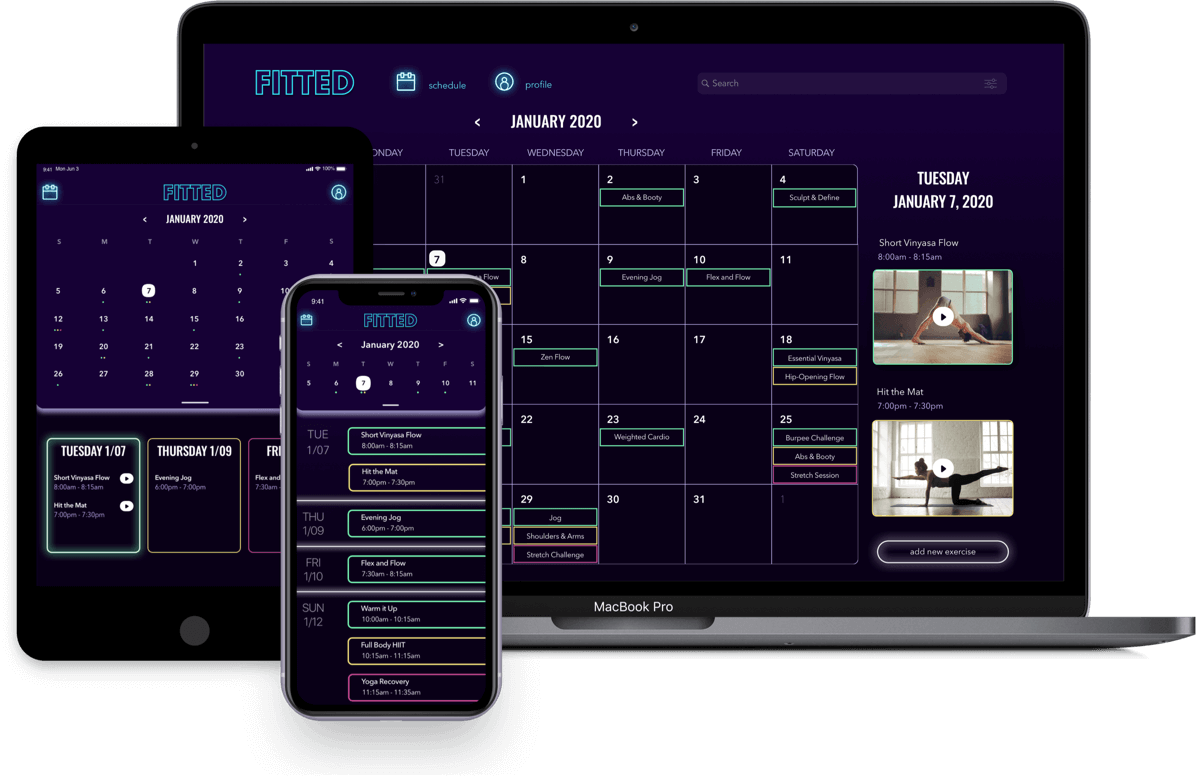 FITTED
schedule
profile
Search
< JANUARY 2020 >
TUESDAY WEDNESDAY THURSDAY FRIDAY SATURDAY
31 1 2 3 4
Abs & Booty Sculpt & Define
7 8 9 10 11
Flow Evening Jog Flex and Flow
15 16 17 18
Zen Flow Essential Vinyasa
Hip-Opening Flow
22 23 24 25
Weighted Cardio Burpee Challenge
Abs & Booty
Stretch Session
29 30 31 1
Jog
Shoulders & Arms
Stretch Challenge
TUESDAY
JANUARY 7, 2020
Short Vinyasa Flow
8:00am - 8:15am
Hit the Mat
7:00pm - 7:30pm
add new exercise
MacBook Pro
9:41 Mon Jun 3 100%
FITTED
< JANUARY 2020 >
S M T W T F S
1 2 3 4
5 6 7 8 9 10
12 13 14 15
19 20 21 22 23
26 27 28 29 30
TUESDAY 1/07
Short Vinyasa Flow
8:00am - 8:15am
Hit the Mat
7:00pm - 7:30pm
THURSDAY 1/09
Evening Jog
6:00pm - 7:00pm
Flex and
7:30am
9:41
FITTED
< January 2020 >
S M T W T F S
5 6 7 8 9 10 11
TUE
1/07
Short Vinyasa Flow
8:00am - 8:15am
Hit the Mat
7:00pm - 7:30pm
THU
1/09
Evening Jog
6:00pm - 7:00pm
FRI
1/10
Flex and Flow
7:30am - 8:15am
SUN
1/12
Warm it Up
10:00am - 10:15am
Full Body HIIT
10:15am - 11:15am
Yoga Recovery
11:15am - 11:35am